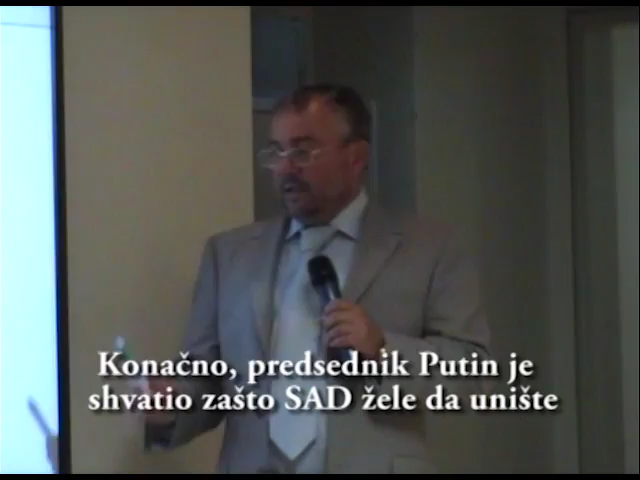 Konačno, predsednik Putin je
shvatio zašto SAD žele da unište